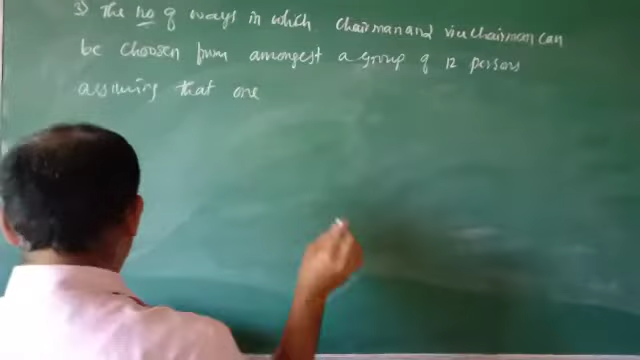 3) The no of ways in which chairman and vice chairman can
be choosen from amongest a group of 12 persons
assuming that one